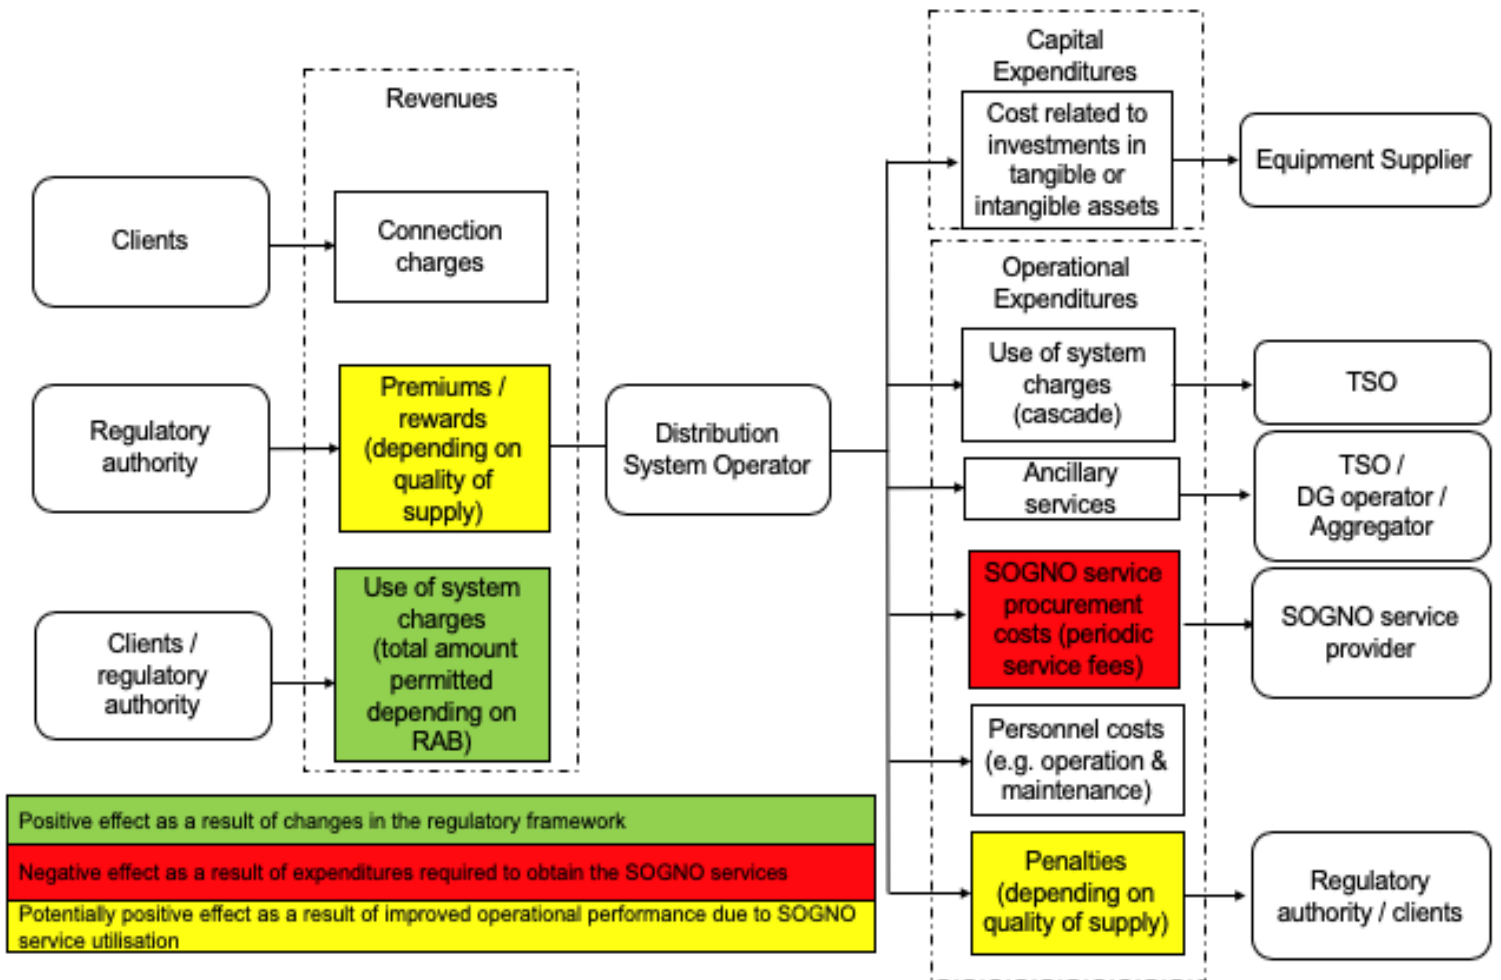 Revenues
Clients
Connection
charges
Regulatory
authority
Premiums /
rewards
(depending on
quality of
supply)
Clients /
regulatory
authority
Use of system
charges
(total amount
permitted
depending on
RAB)
Distribution
System Operator
Capital
Expenditures
Cost related to
investments in
tangible or
intangible assets
Equipment Supplier
Operational
Expenditures
Use of system
charges
(cascade)
TSO
Ancillary
services
TSO /
DG operator /
Aggregator
SOGNO service
procurement
costs (periodic
service fees)
SOGNO service
provider
Personnel costs
(e.g. operation &
maintenance)
Penalties
(depending on
quality of supply)
Regulatory
authority / clients
Positive effect as a result of changes in the regulatory framework
Negative effect as a result of expenditures required to obtain the SOGNO services
Potentially positive effect as a result of improved operational performance due to SOGNO
service utilisation